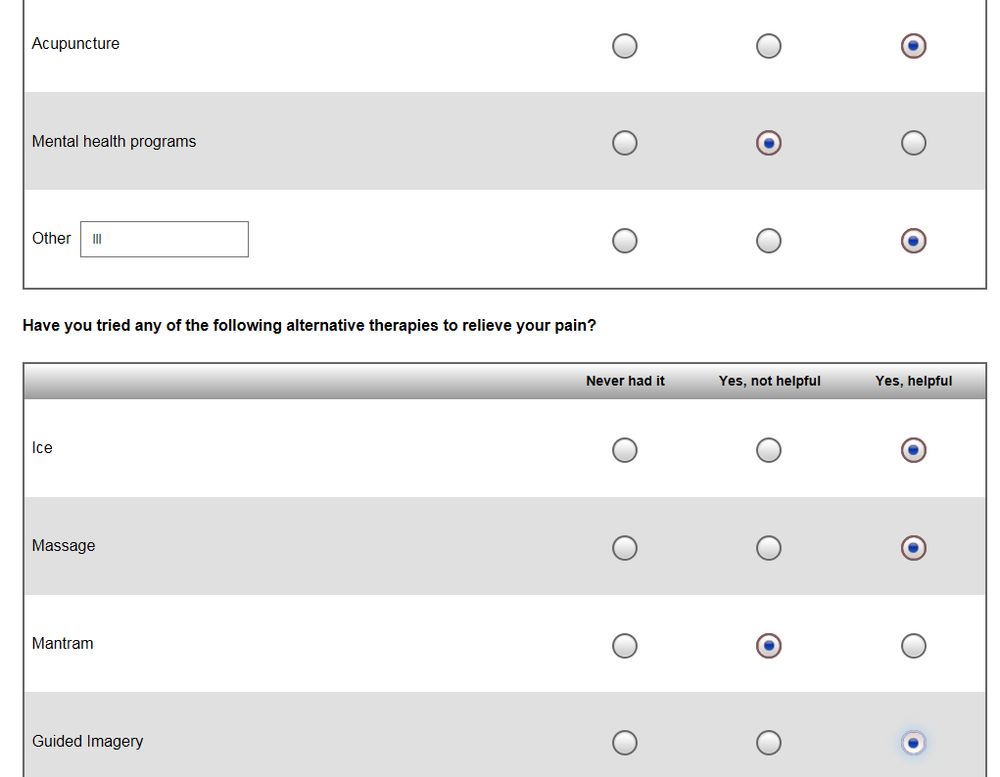 Acupuncture
Mental health programs
Other lll
Have you tried any of the following alternative therapies to relieve your pain?
Never had it Yes, not helpful Yes, helpful
Ice
Massage
Mantram
Guided Imagery